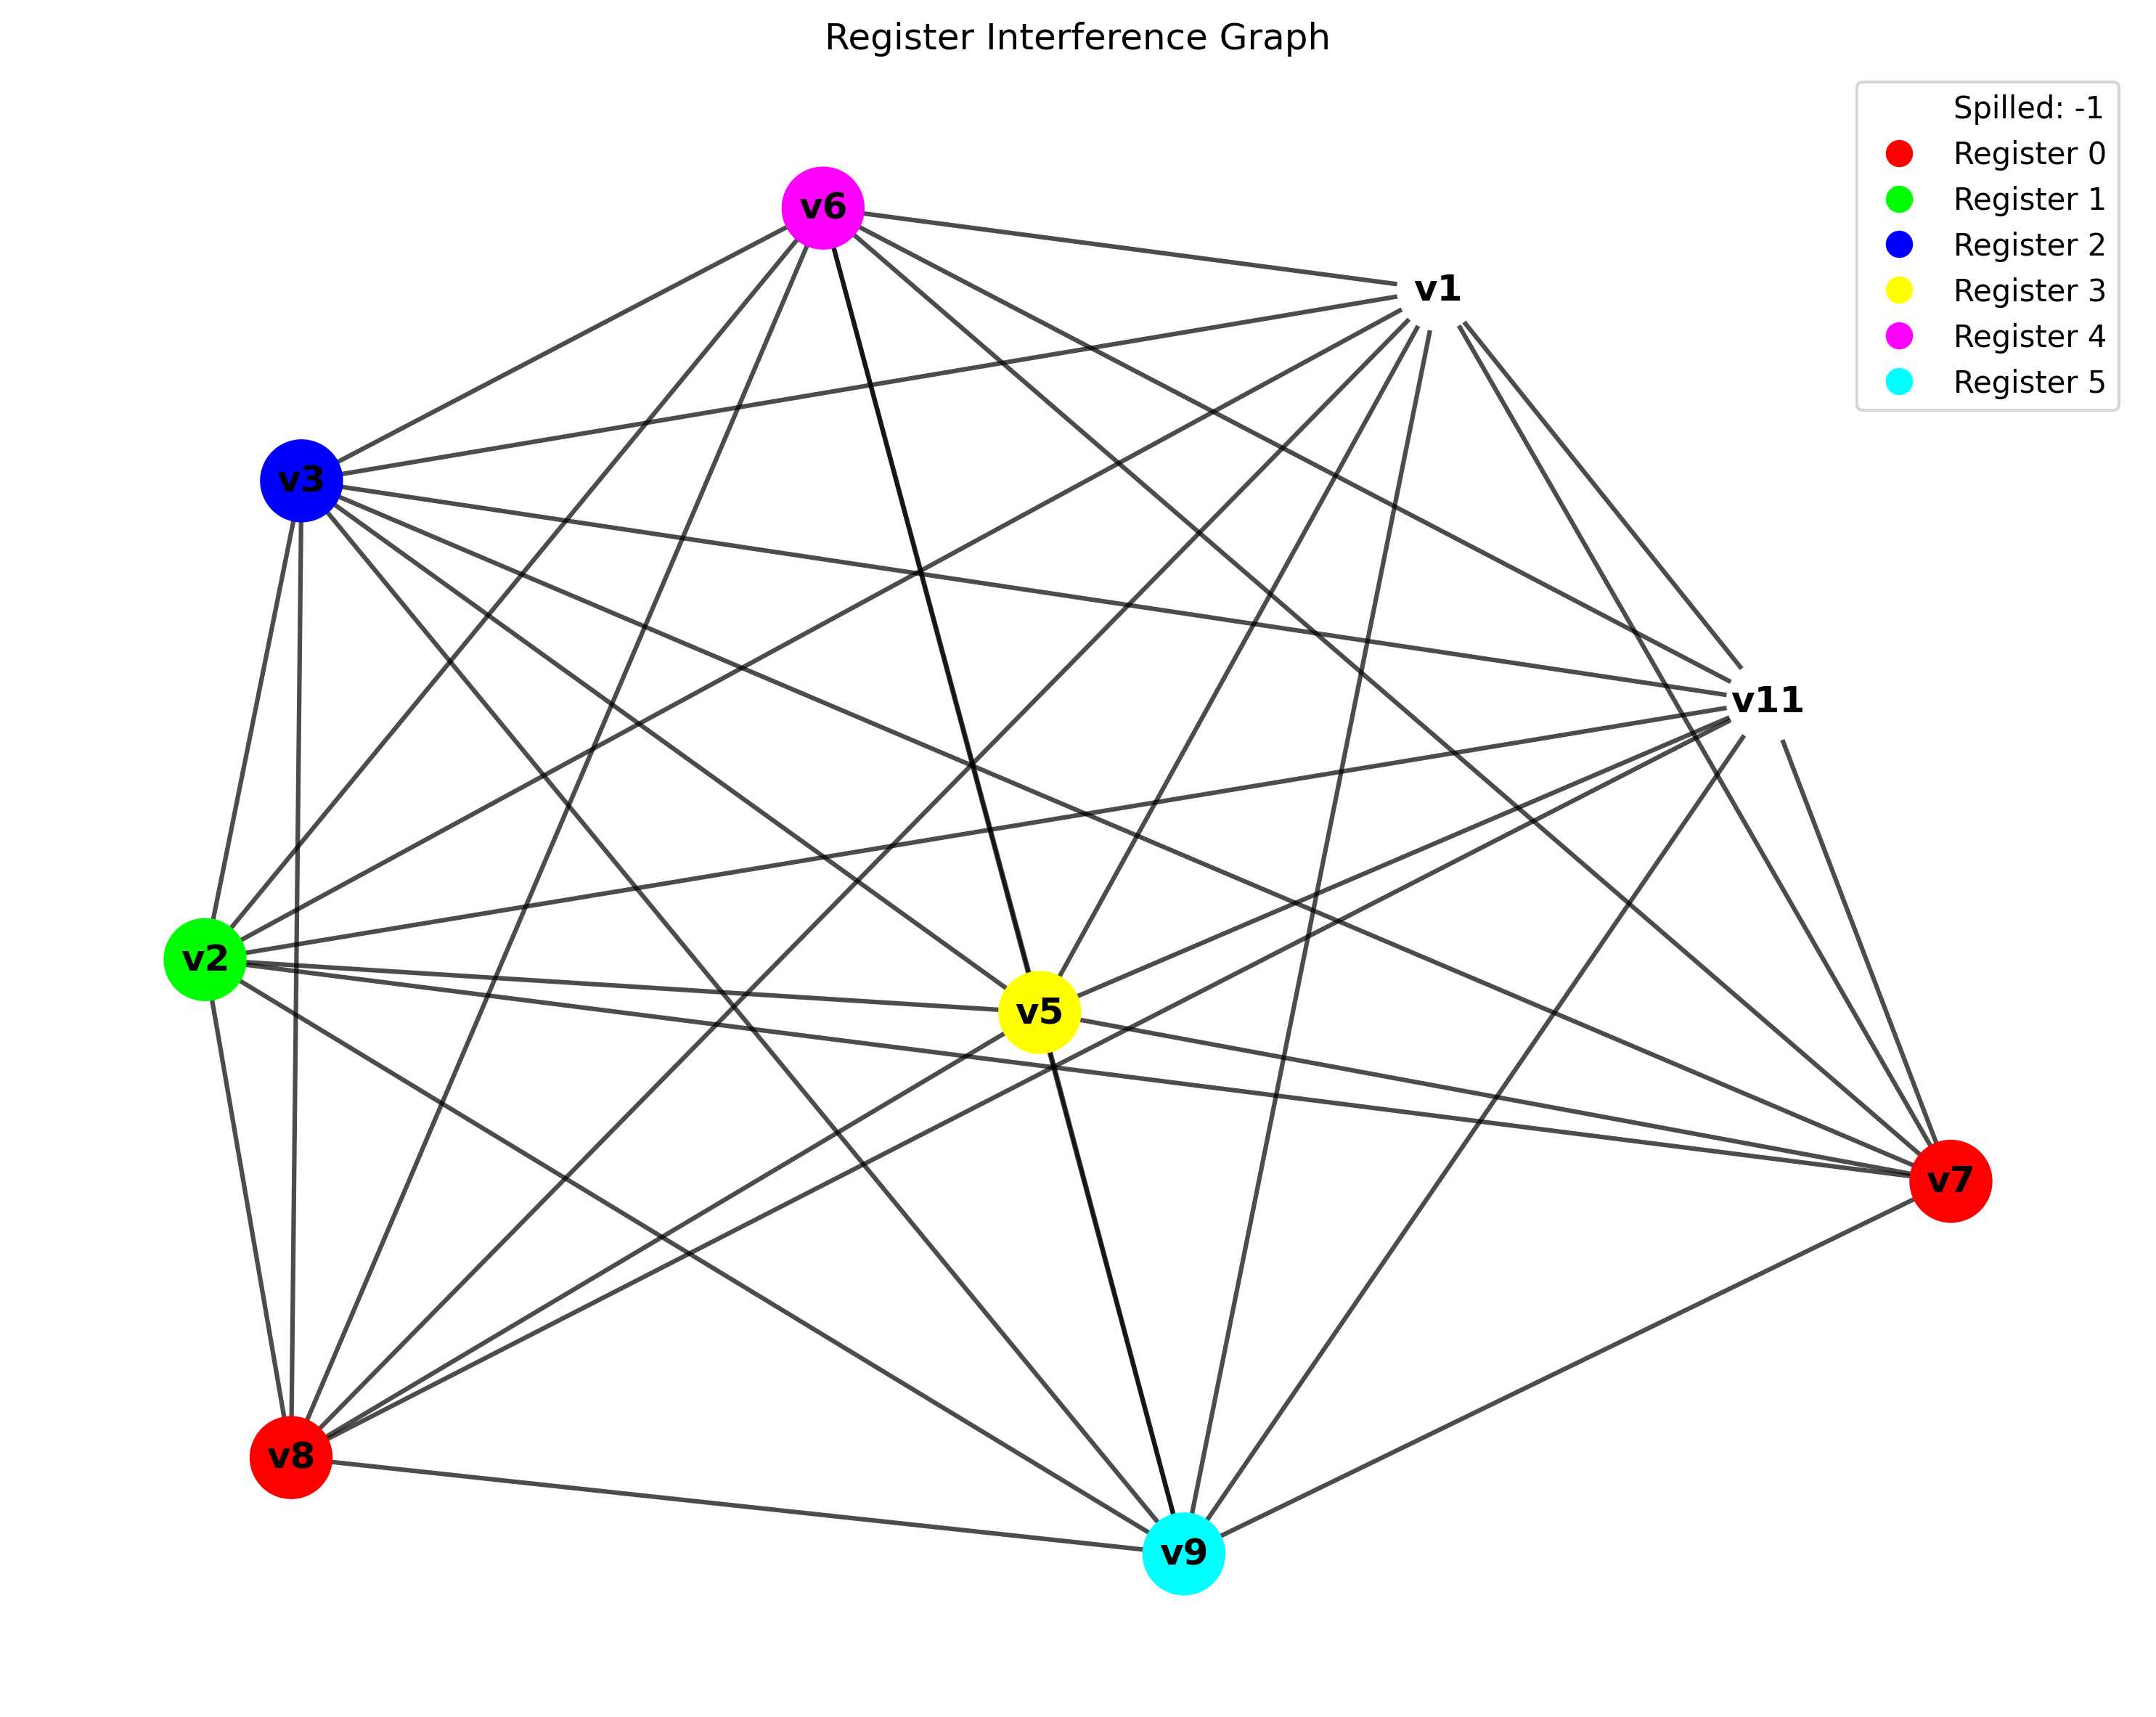 Register Interference Graph
Spilled: -1
Register 0
Register 1
Register 2
Register 3
Register 4
Register 5
v6
v1
v3
v11
v2
v5
v7
v8
v9